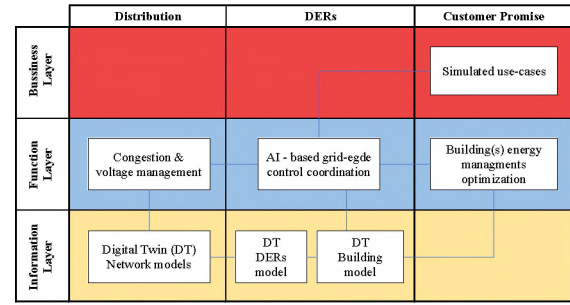 Distribution
DERs
Customer Promise
Bussiness
Layer
Simulated use-cases
Function
Layer
Congestion &
voltage management
AI - based grid-egde
control coordination
Building(s) energy
managments
optimization
Information
Layer
Digital Twin (DT)
Network models
DT
DERs
model
DT
Building
model